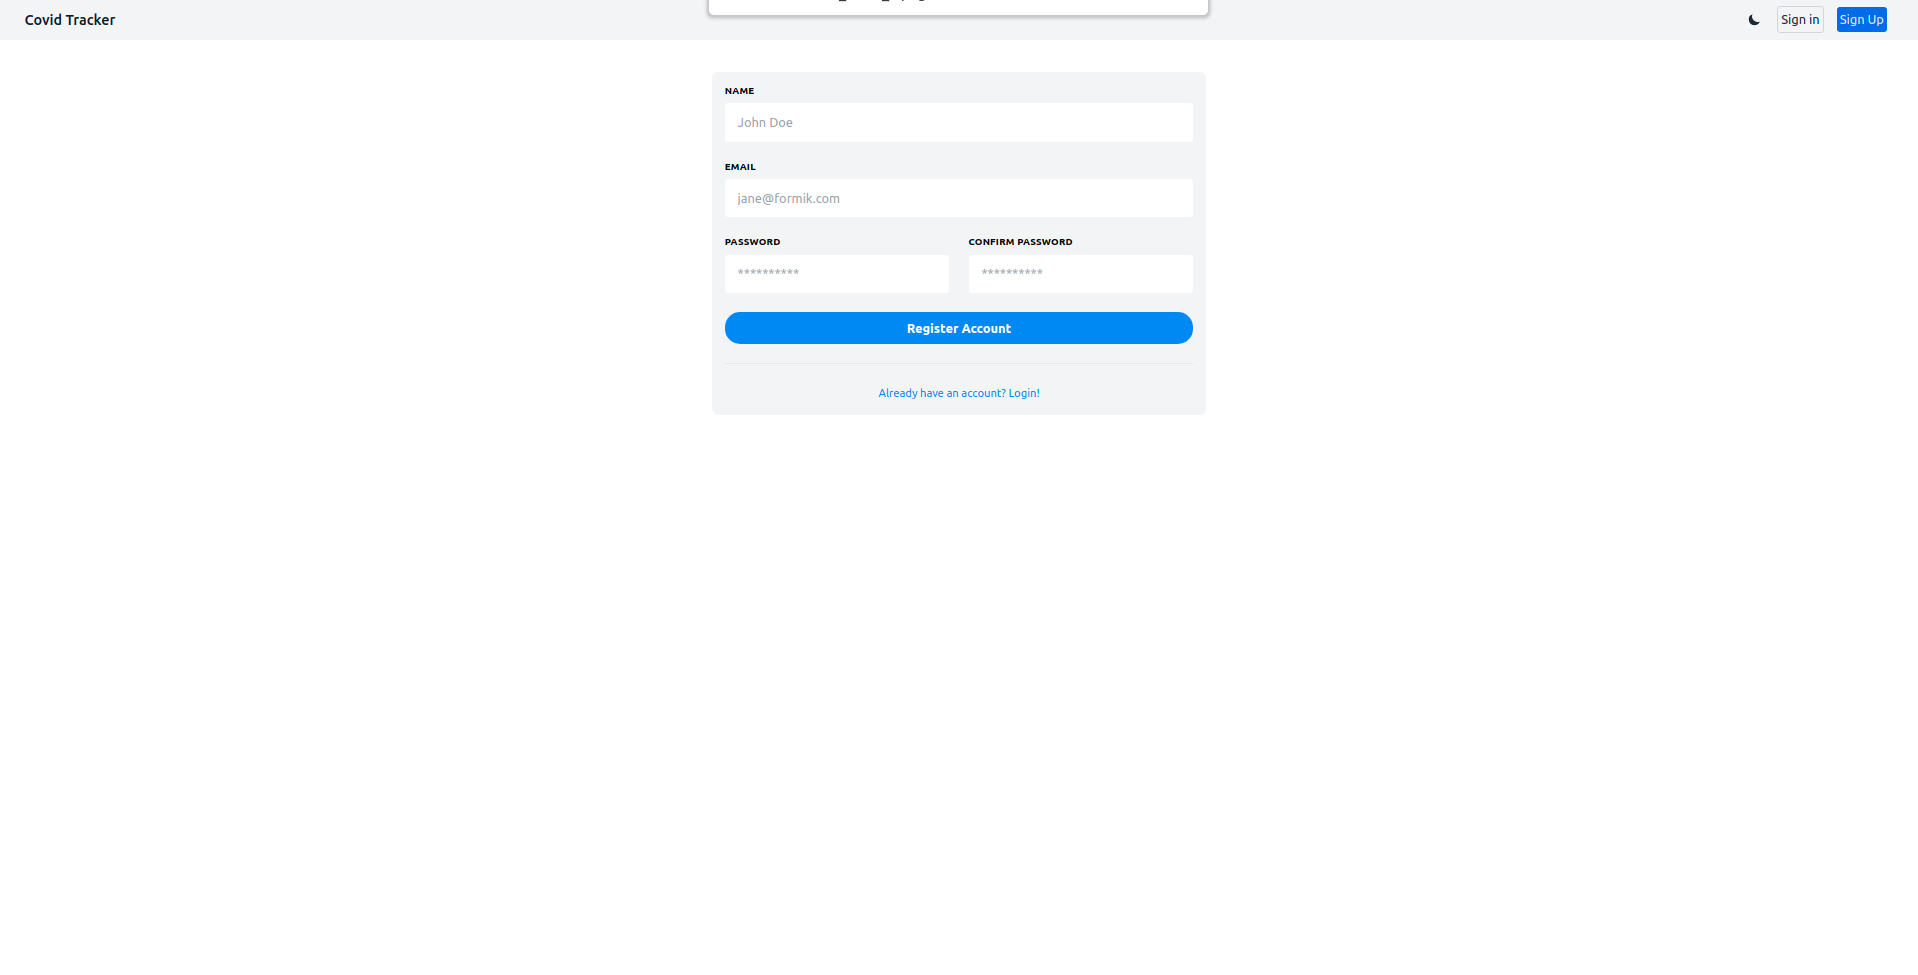 Covid Tracker
Sign in
Sign Up
NAME
John Doe
EMAIL
jane@formik.com
PASSWORD
CONFIRM PASSWORD
**********
**********
Register Account
Already have an account? Login!